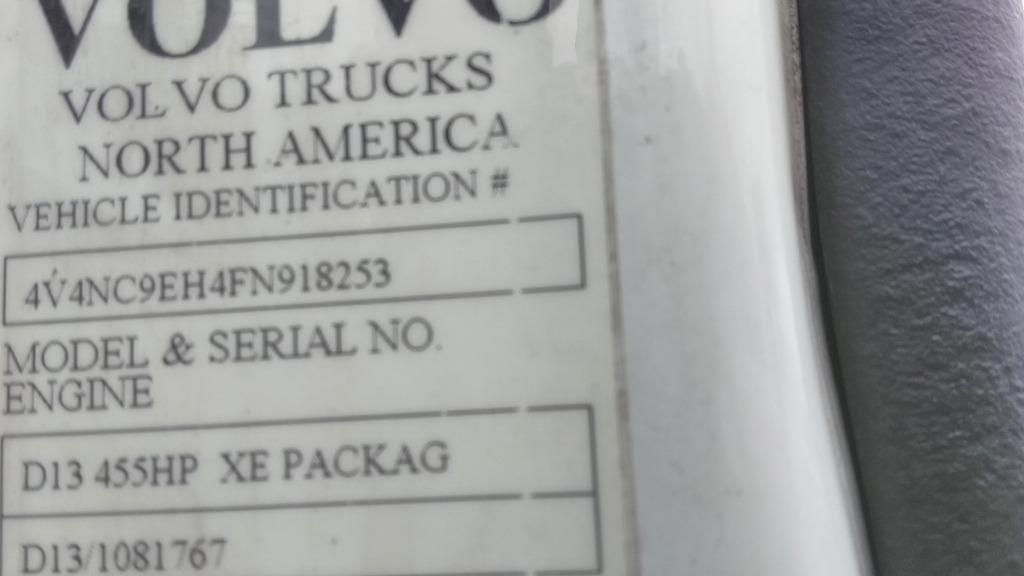 VOLVO
VOLVO TRUCKS
NORTH AMERICA
VEHICLE IDENTIFICATION #
4V4NC9EH4FN918253
MODEL & SERIAL NO.
ENGINE
D13 455HP XE PACKAG
D13/1081767